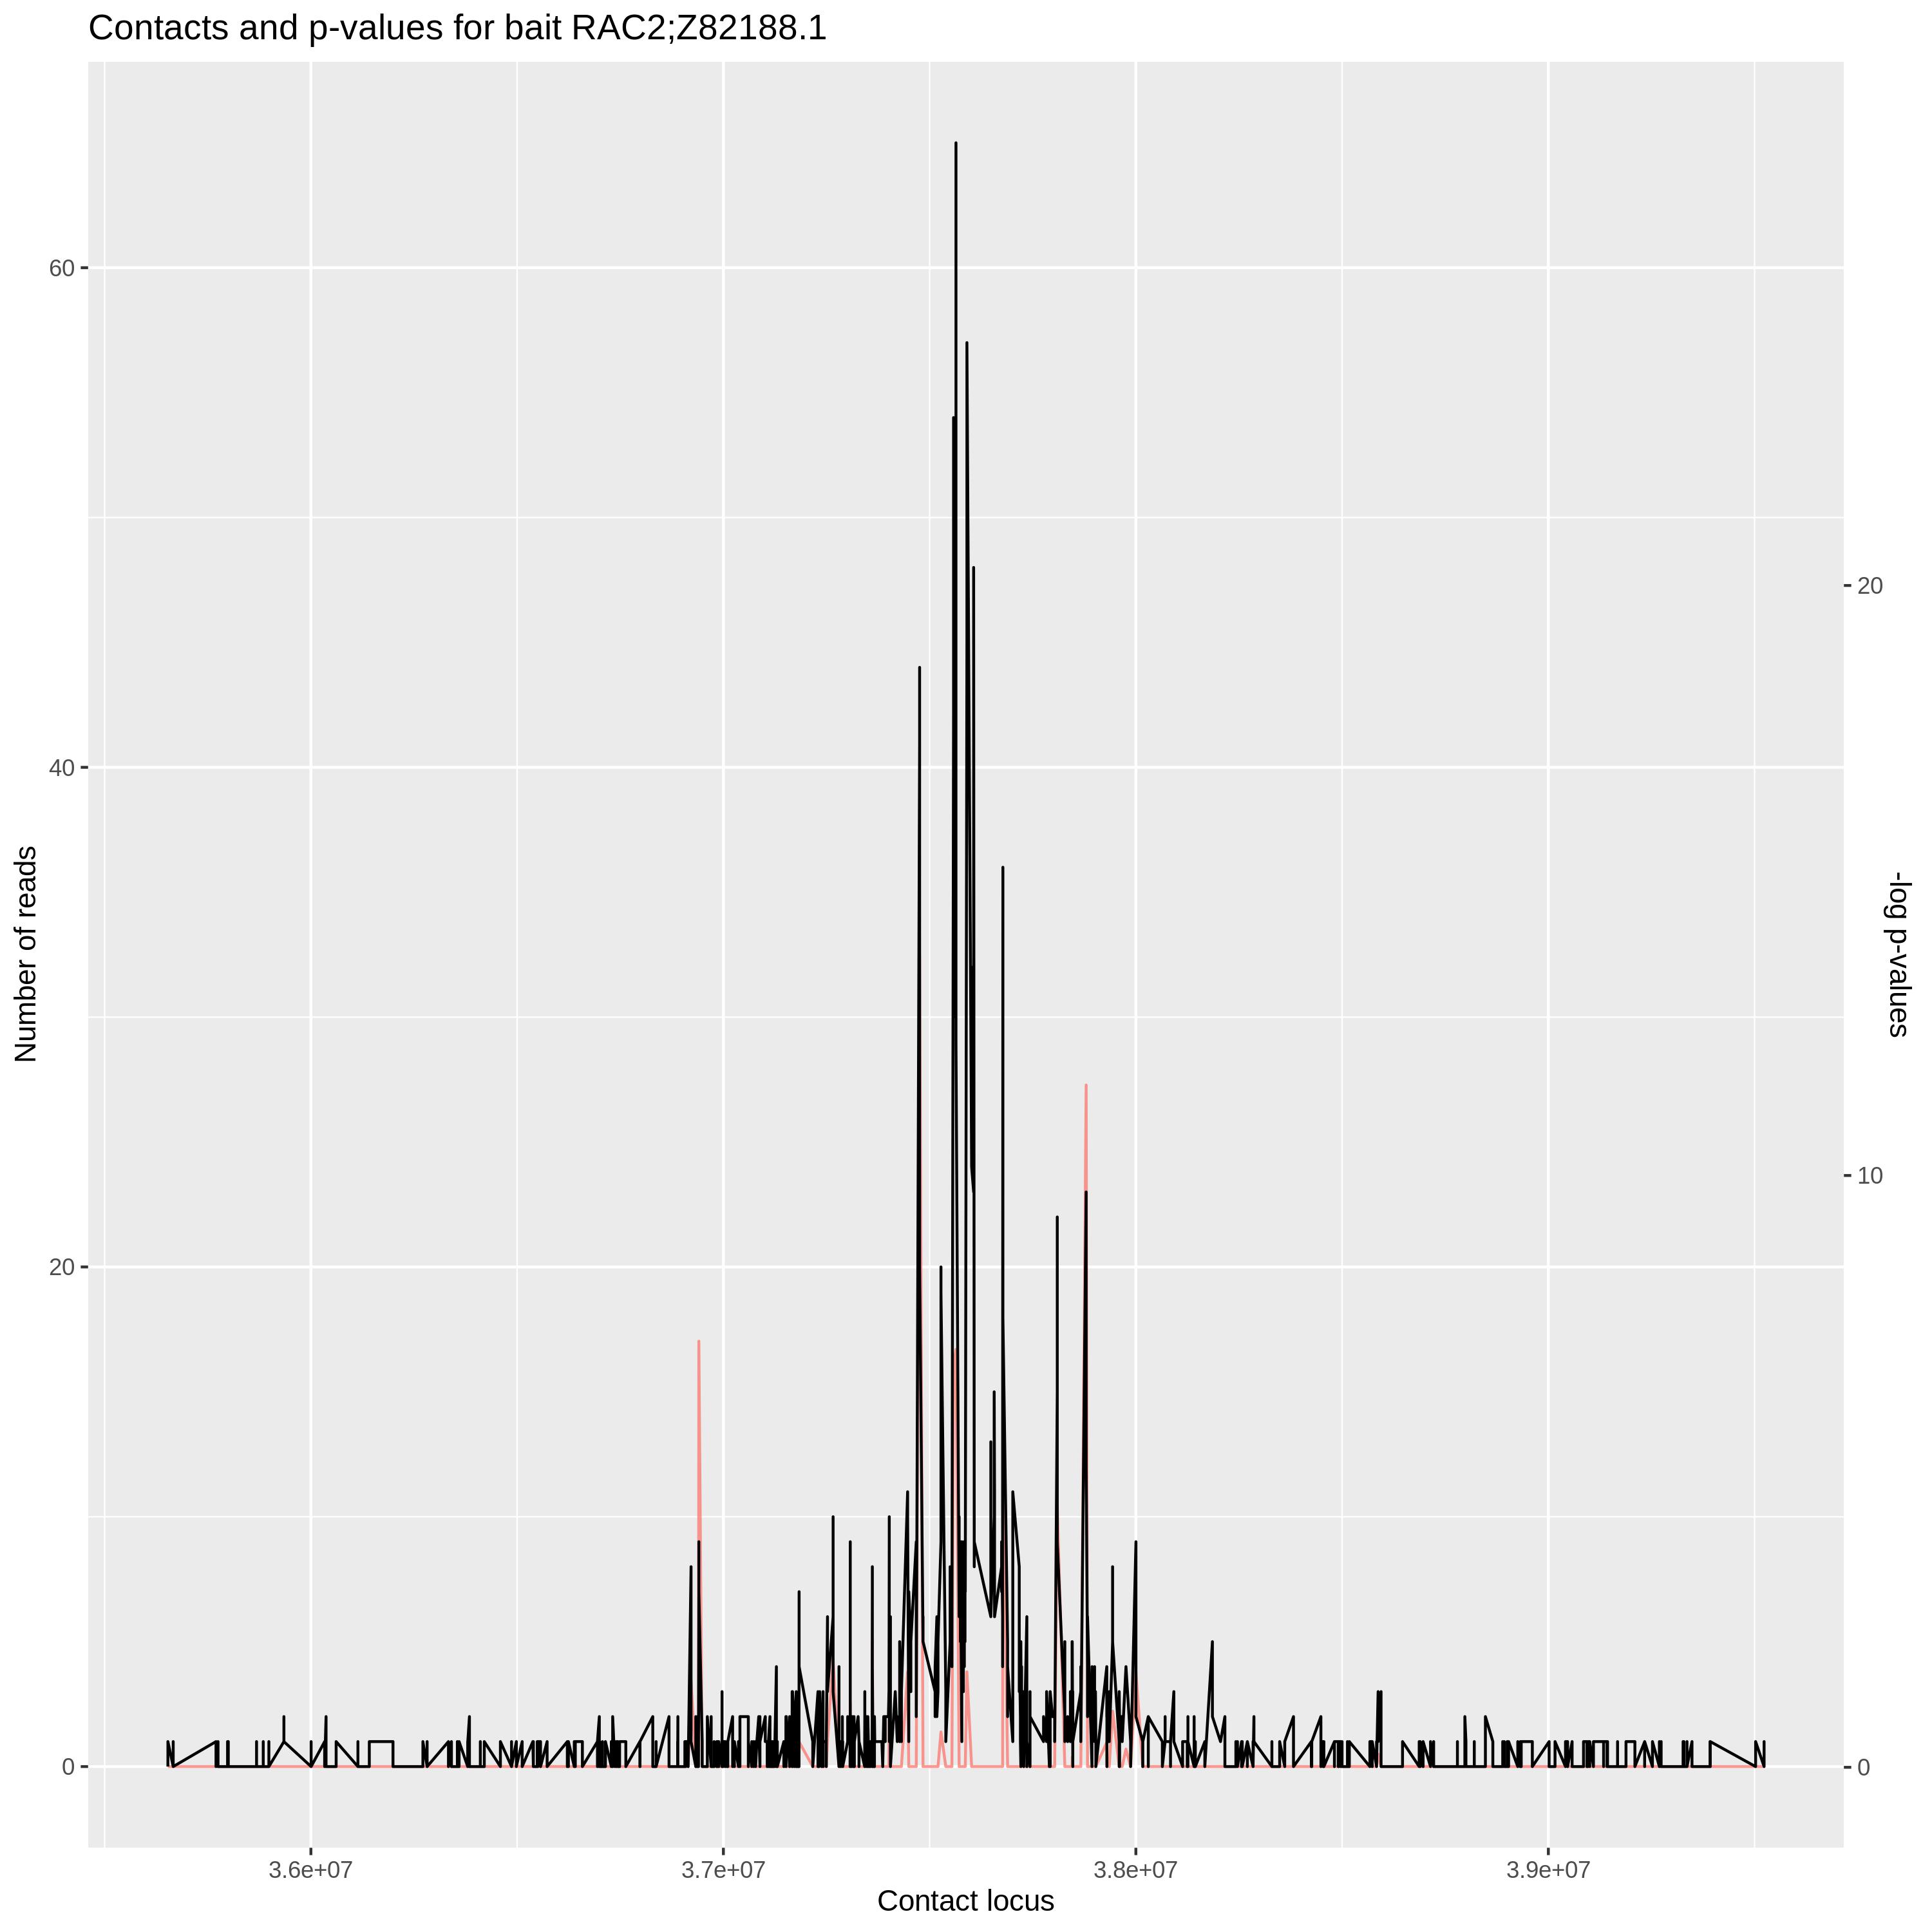 Contacts and p-values for bait RAC2;Z82188.1
60
40
20
0
Number of reads
20
10
0
-log p-values
3.6e+07
3.7e+07
3.8e+07
3.9e+07
Contact locus